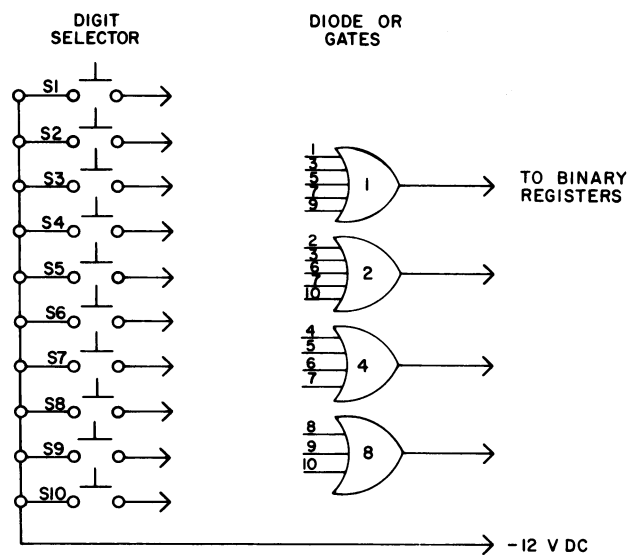 DIGIT
SELECTOR
DIODE OR
GATES
S1
S2
S3
S4
S5
S6
S7
S8
S9
S10
1
3
5
7
9
1
TO BINARY
REGISTERS
2
3
6
7
10
2
4
5
6
7
4
8
9
10
8
-12 V DC